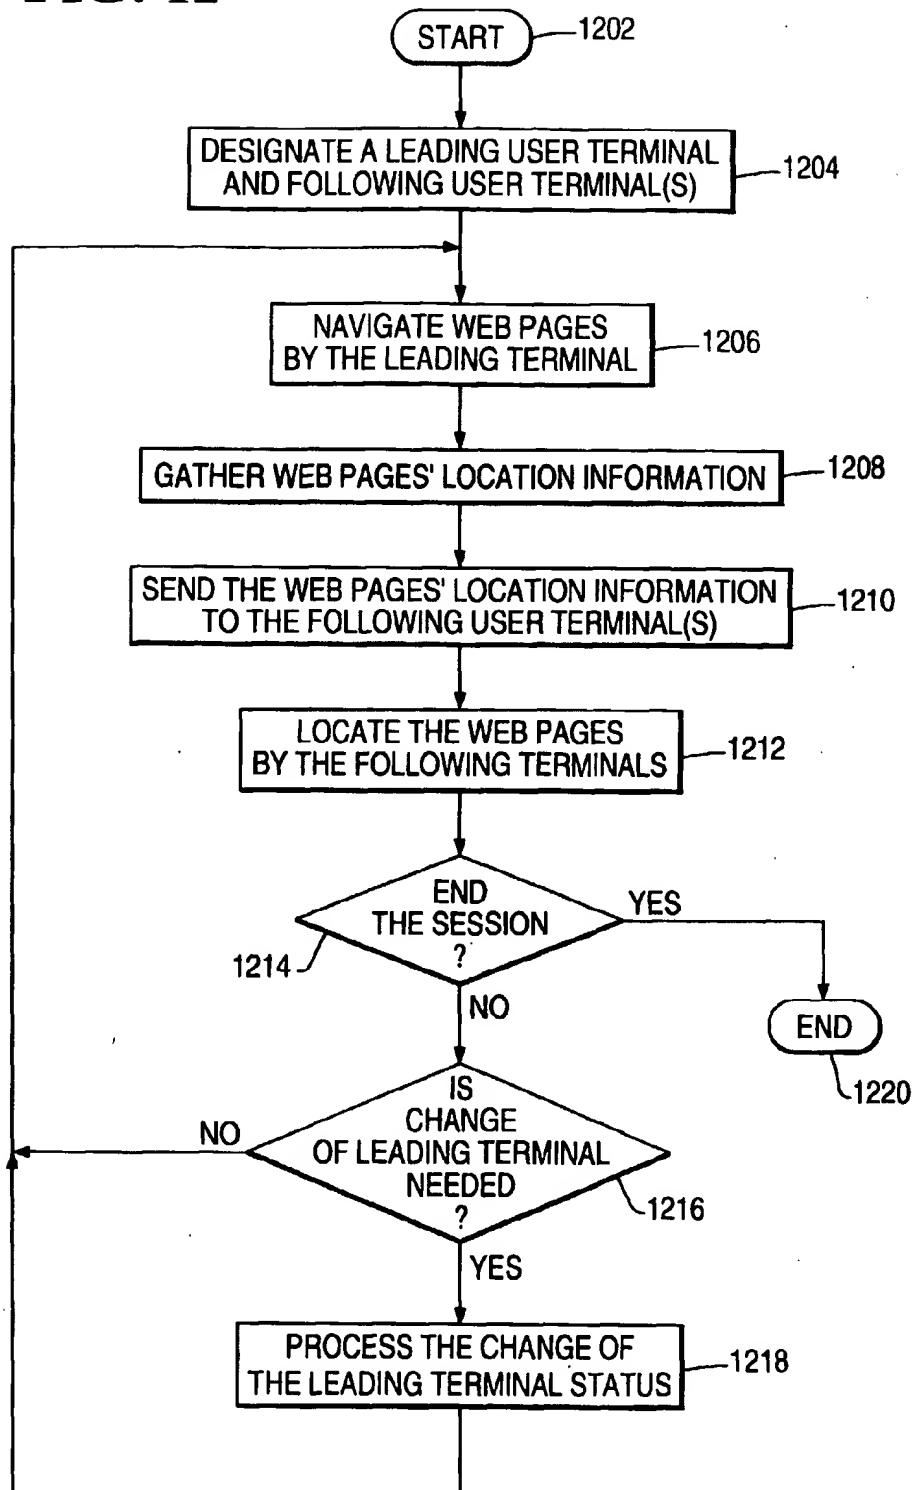 START
1202
DESIGNATE A LEADING USER TERMINAL
AND FOLLOWING USER TERMINAL(S)
1204
NAVIGATE WEB PAGES
BY THE LEADING TERMINAL
1206
GATHER WEB PAGES' LOCATION INFORMATION
1208
SEND THE WEB PAGES' LOCATION INFORMATION
TO THE FOLLOWING USER TERMINAL(S)
1210
LOCATE THE WEB PAGES
BY THE FOLLOWING TERMINALS
1212
END
THE SESSION
?
YES
1214
NO
END
1220
IS
CHANGE
OF LEADING TERMINAL
NEEDED
?
NO
1216
YES
PROCESS THE CHANGE OF
THE LEADING TERMINAL STATUS
1218